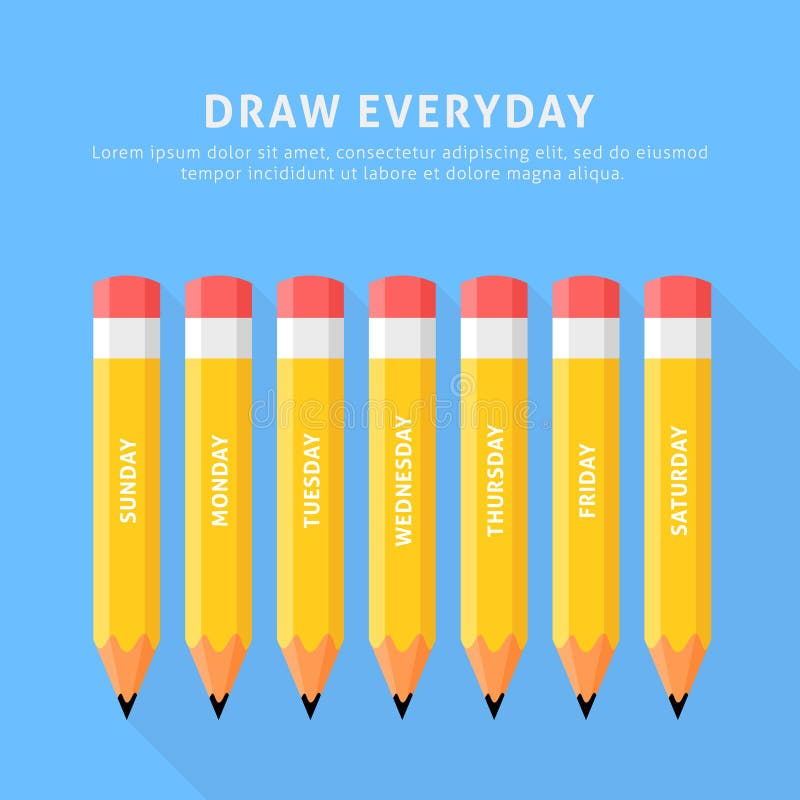 DRAW EVERYDAY
Lorem ipsum dolor sit amet, consectetur adipiscing elit, sed do eiusmod
tempor incididunt ut labore et dolore magna aliqua.
SUNDAY
MONDAY
TUESDAY
WEDNESDAY
THURSDAY
FRIDAY
SATURDAY
dreamstime